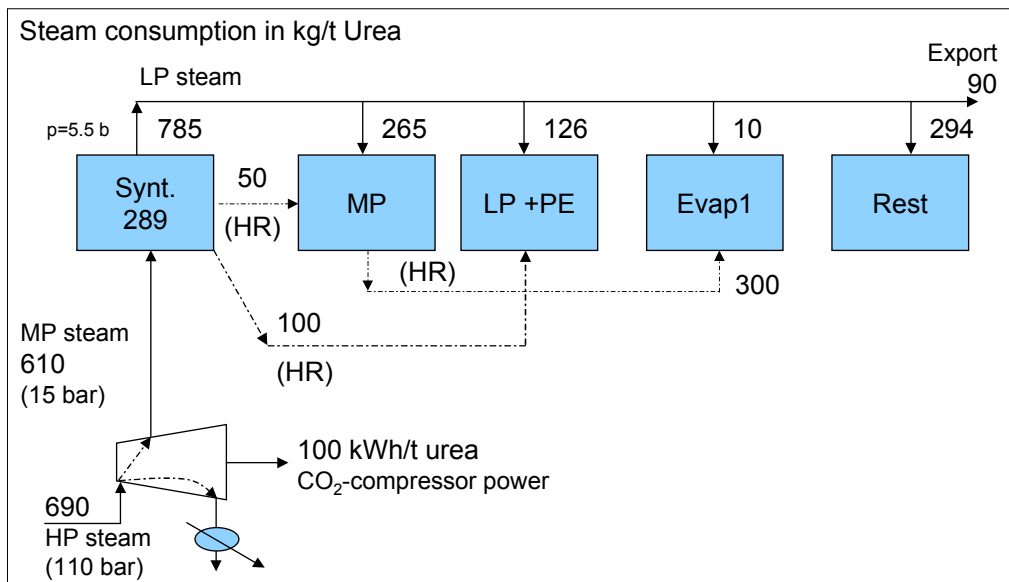 Steam consumption in kg/t Urea
Export
90
LP steam
p=5.5 b
785
265
126
10
294
Synt.
289
50
(HR)
MP
LP +PE
Evap1
Rest
(HR)
300
100
(HR)
MP steam
610
(15 bar)
100 kWh/t urea
CO₂-compressor power
690
HP steam
(110 bar)